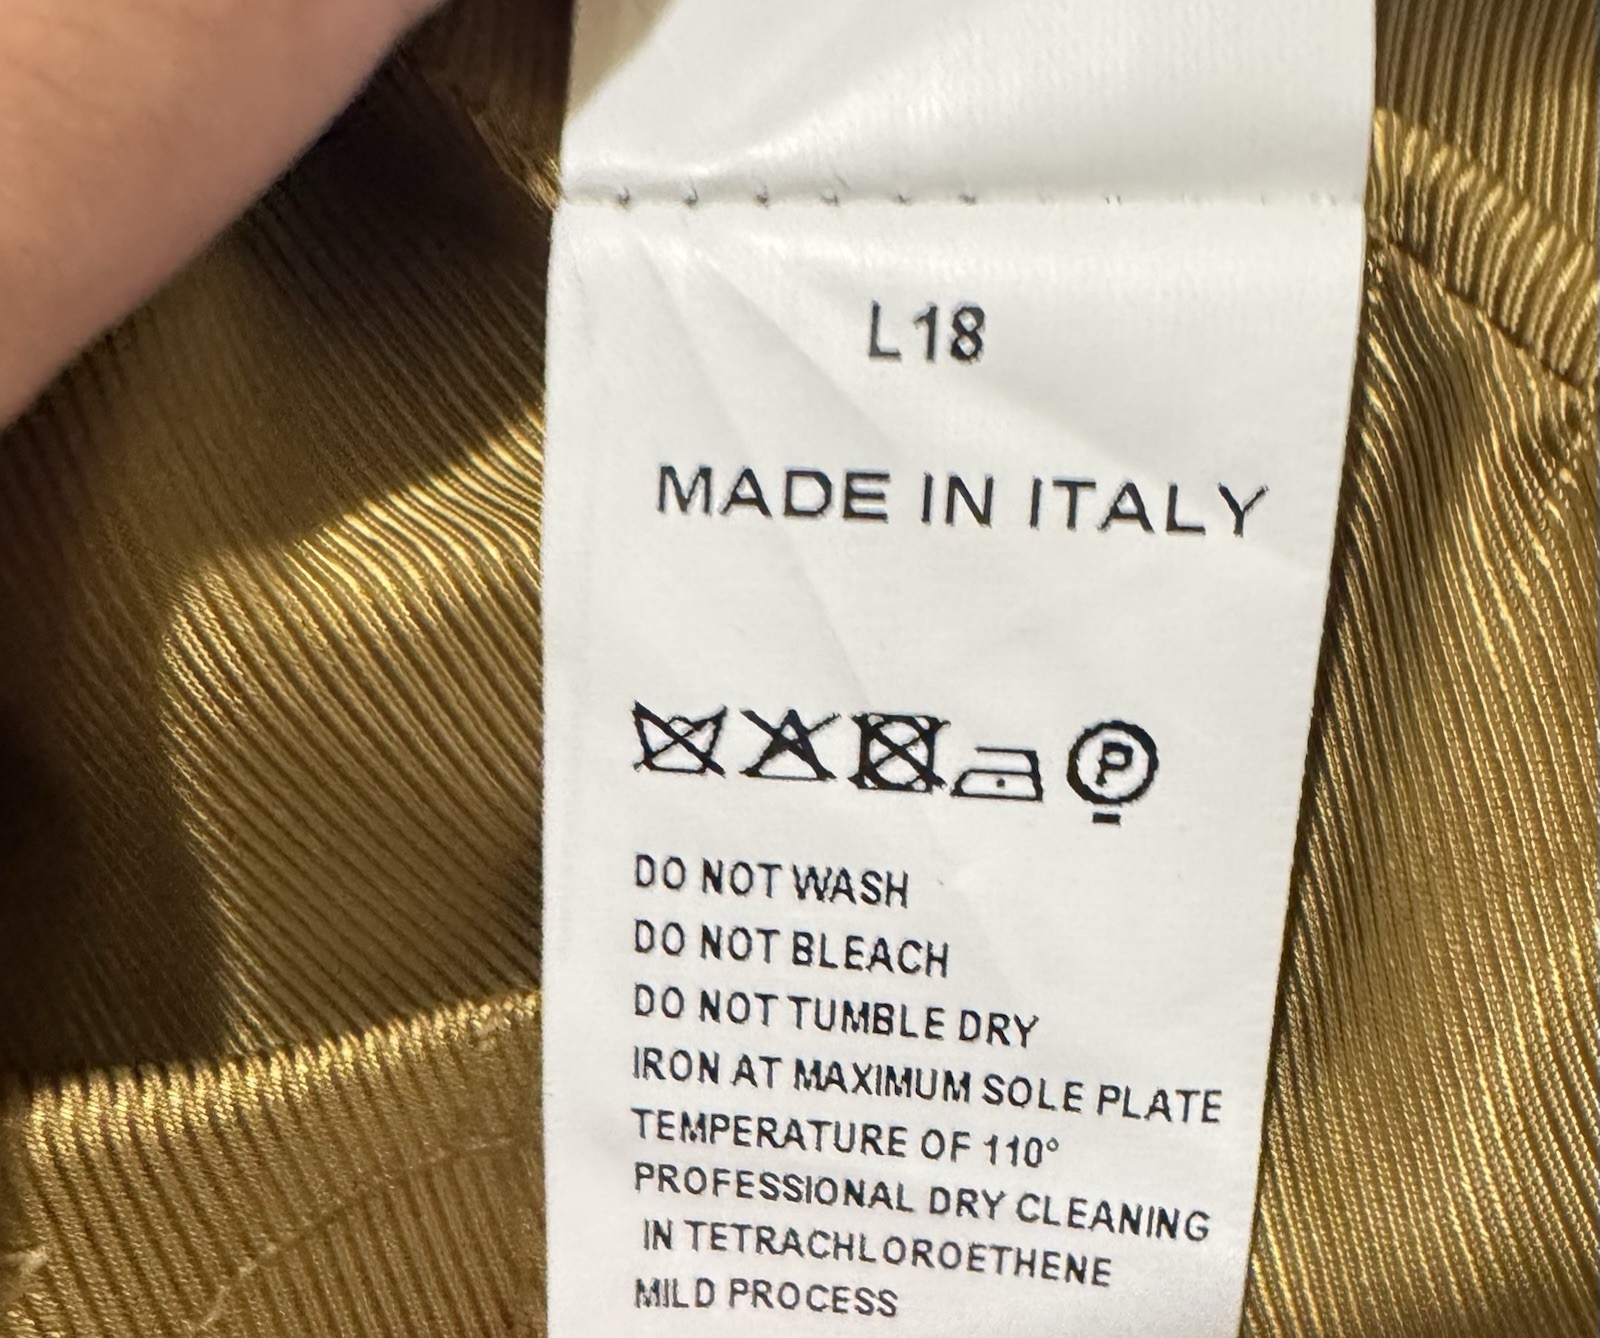 L18
MADE IN ITALY
P
DO NOT WASH
DO NOT BLEACH
DO NOT TUMBLE DRY
IRON AT MAXIMUM SOLE PLATE
TEMPERATURE OF 110°
PROFESSIONAL DRY CLEANING
IN TETRACHLOROETHENE
MILD PROCESS